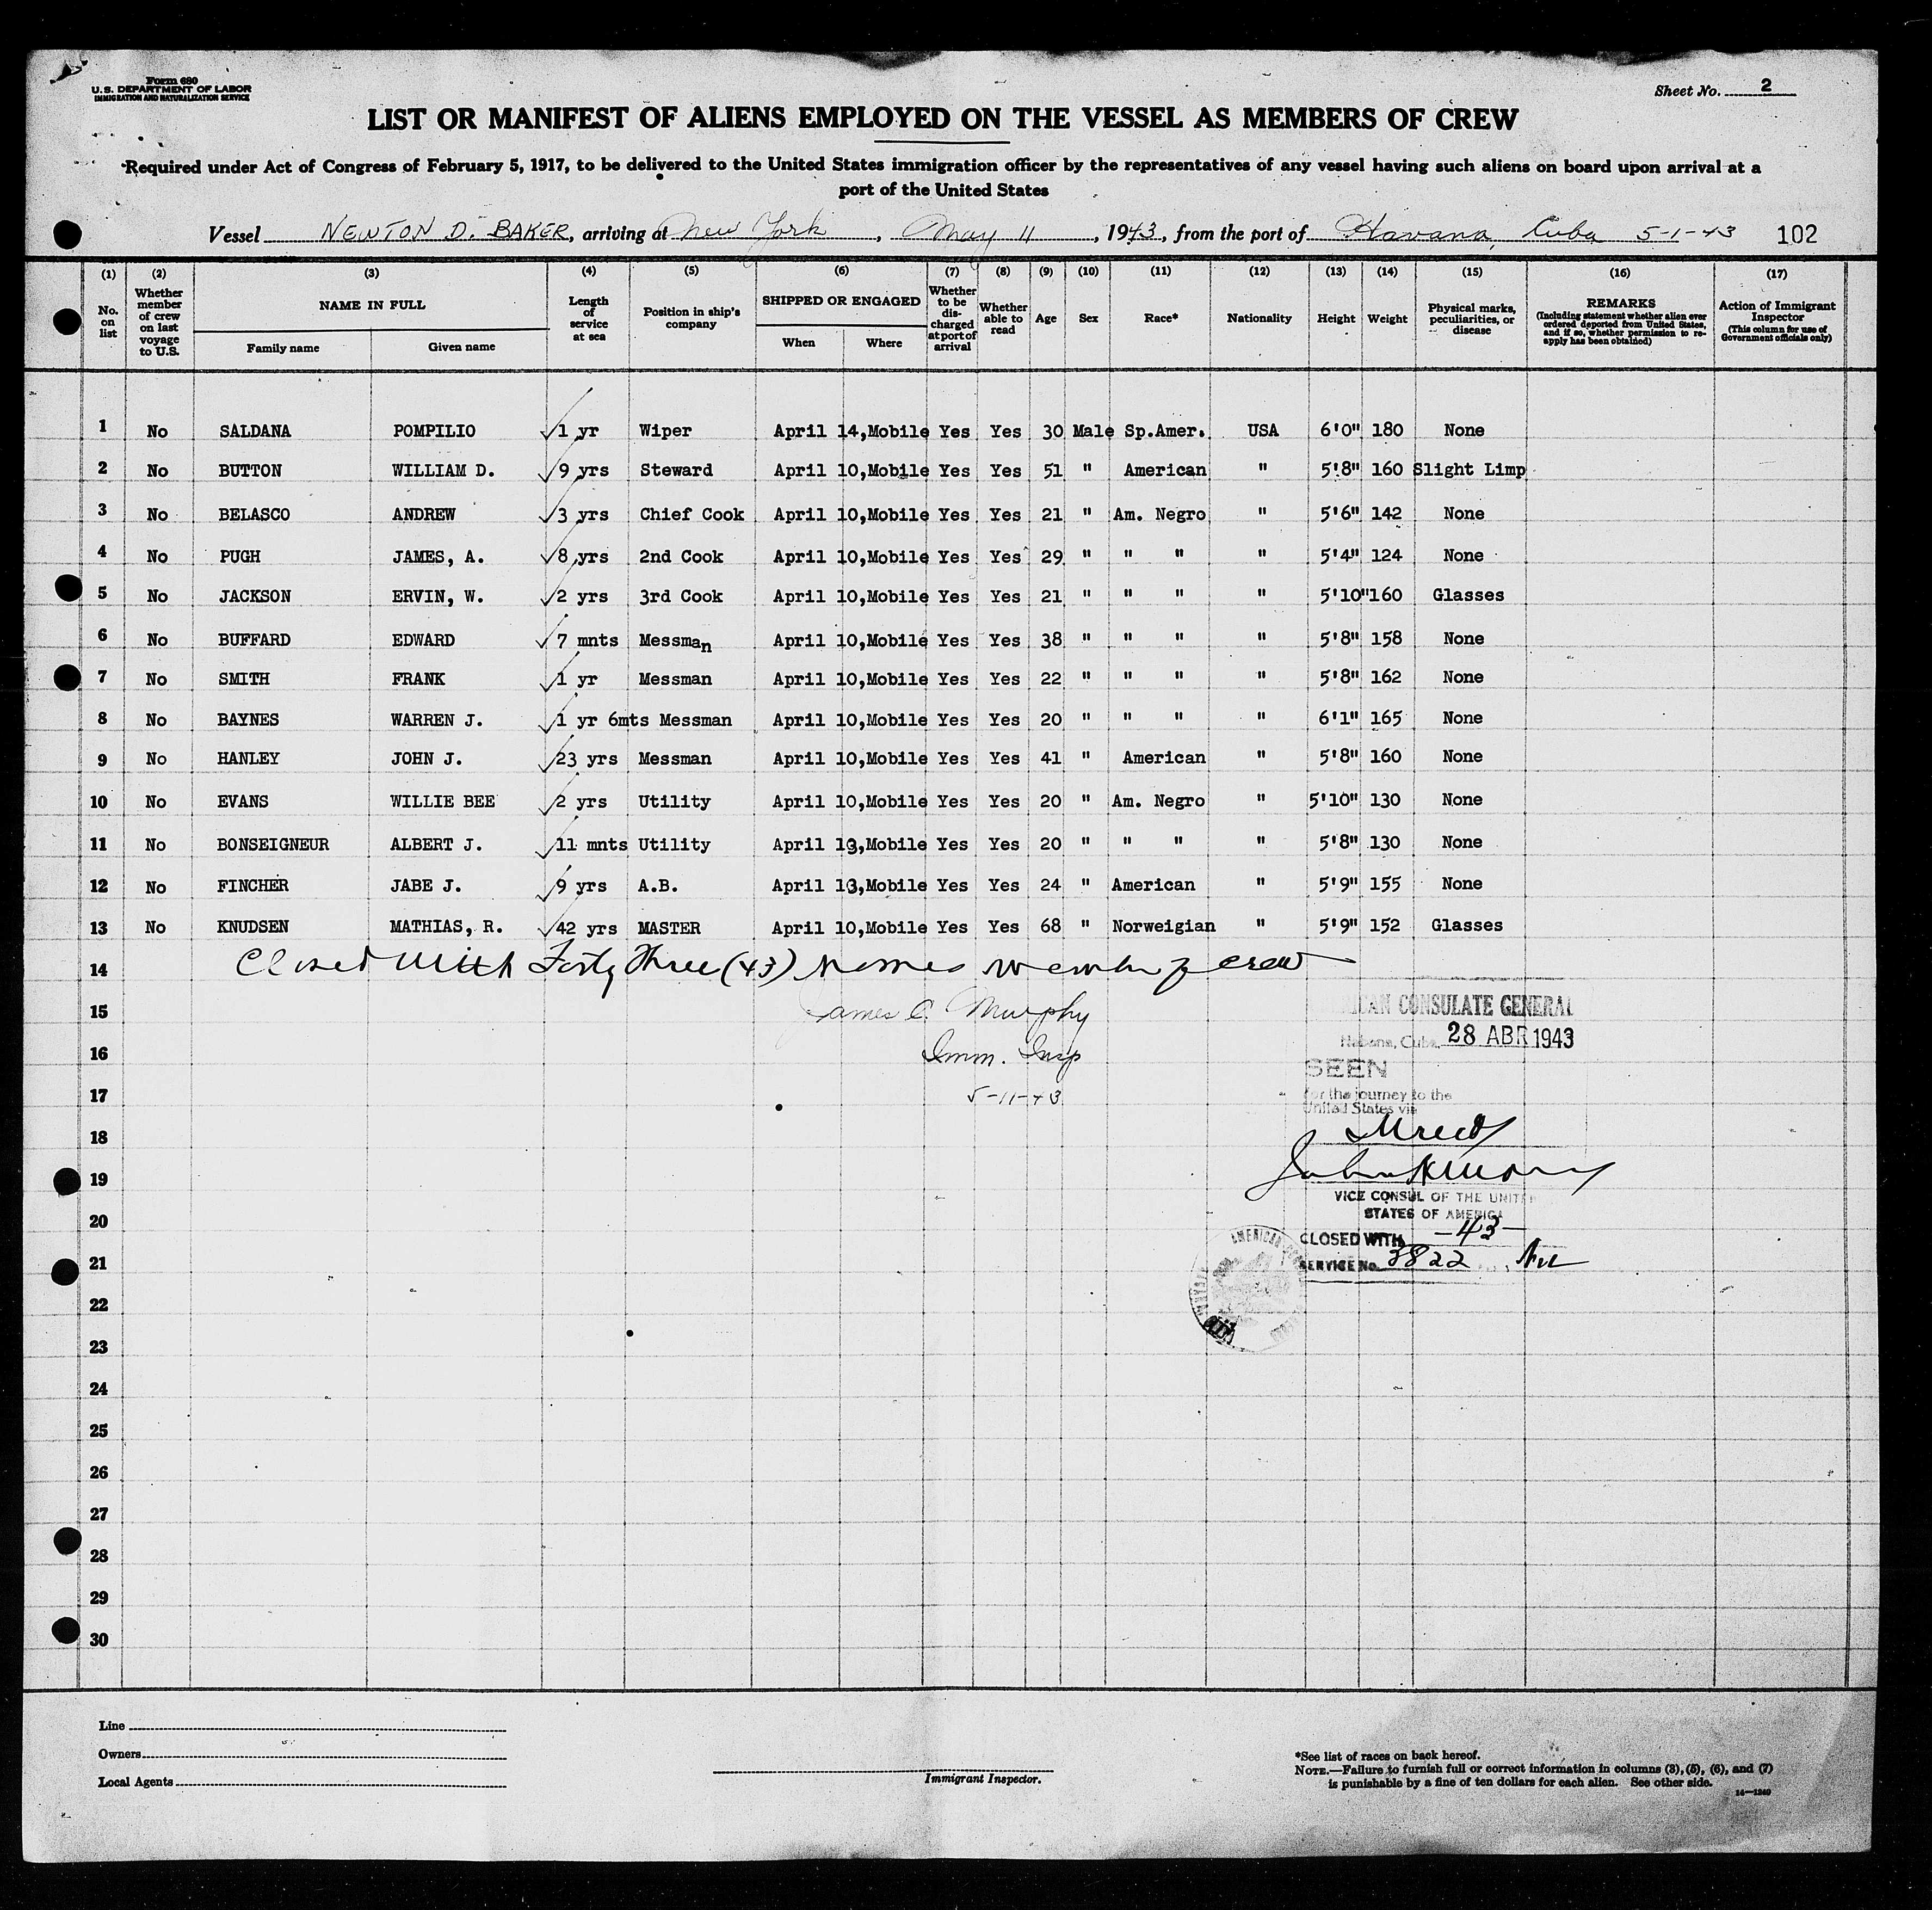 Form 680
U.S. DEPARTMENT OF LABOR
IMMIGRATION AND NATURALIZATION SERVICE
Sheet No. 2
LIST OR MANIFEST OF ALIENS EMPLOYED ON THE VESSEL AS MEMBERS OF CREW
Required under Act of Congress of February 5, 1917, to be delivered to the United States immigration officer by the representatives of any vessel having such aliens on board upon arrival at a
port of the United States
Vessel NEWTON D. BAKER, arriving at New York, May 11, 1943, from the port of Havana, Cuba 5-1-43 102
(1) (2) (3) (4) (5) (6) (7) (8) (9) (10) (11) (12) (13) (14) (15) (16) (17)
No. on list
Whether member of crew on last voyage to U.S.
NAME IN FULL
Family name Given name
Length of service at sea
Position in ship's company
SHIPPED OR ENGAGED
When Where
Whether to be discharged at port of arrival
Whether able to read
Age
Sex
Race*
Nationality
Height
Weight
Physical marks, peculiarities, or disease
REMARKS
(Including statement whether alien ever ordered deported from United States, and if so, whether permission to reapply has been obtained)
Action of Immigrant Inspector
(This column for use of Government officials only)
1 No SALDANA POMPILIO 1 yr Wiper April 14, Mobile Yes Yes 30 Male Sp.Amer. USA 6'0" 180 None
2 No BUTTON WILLIAM D. 9 yrs Steward April 10, Mobile Yes Yes 51 " American " 5'8" 160 Slight Limp
3 No BELASCO ANDREW 3 yrs Chief Cook April 10, Mobile Yes Yes 21 " Am. Negro " 5'6" 142 None
4 No PUGH JAMES, A. 8 yrs 2nd Cook April 10, Mobile Yes Yes 29 " " " " 5'4" 124 None
5 No JACKSON ERVIN, W. 2 yrs 3rd Cook April 10, Mobile Yes Yes 21 " " " " 5'10" 160 Glasses
6 No BUFFARD EDWARD 7 mnts Messman April 10, Mobile Yes Yes 38 " " " " 5'8" 158 None
7 No SMITH FRANK 1 yr Messman April 10, Mobile Yes Yes 22 " " " " 5'8" 162 None
8 No BAYNES WARREN J. 1 yr 6mts Messman April 10, Mobile Yes Yes 20 " " " " 6'1" 165 None
9 No HANLEY JOHN J. 23 yrs Messman April 10, Mobile Yes Yes 41 " American " 5'8" 160 None
10 No EVANS WILLIE BEE 2 yrs Utility April 10, Mobile Yes Yes 20 " Am. Negro " 5'10" 130 None
11 No BONSEIGNEUR ALBERT J. 11 mnts Utility April 13, Mobile Yes Yes 20 " " " " 5'8" 130 None
12 No FINCHER JABE J. 9 yrs A.B. April 13, Mobile Yes Yes 24 " American " 5'9" 155 None
13 No KNUDSEN MATHIAS, R. 42 yrs MASTER April 10, Mobile Yes Yes 68 " Norweigian " 5'9" 152 Glasses
14 Closed with Forty Three (43) names member of crew
15 James C. Murphy
16 Imm. Insp
17 5-11-43
18
19
20
21
22
23
24
25
26
27
28
29
30
CAN CONSULATE GENERAL
Habana, Cuba, 28 ABR 1943
SEEN
for the journey to the
United States via
VICE CONSUL OF THE UNITE
STATES OF AMERICA
CLOSED WITH -43-
SERVICE No. 3822
AMERICAN
Line
Owners
Local Agents
Immigrant Inspector.
*See list of races on back hereof.
NOTE.—Failure to furnish full or correct information in columns (3), (5), (6), and (7)
is punishable by a fine of ten dollars for each alien. See other side.
14—1240